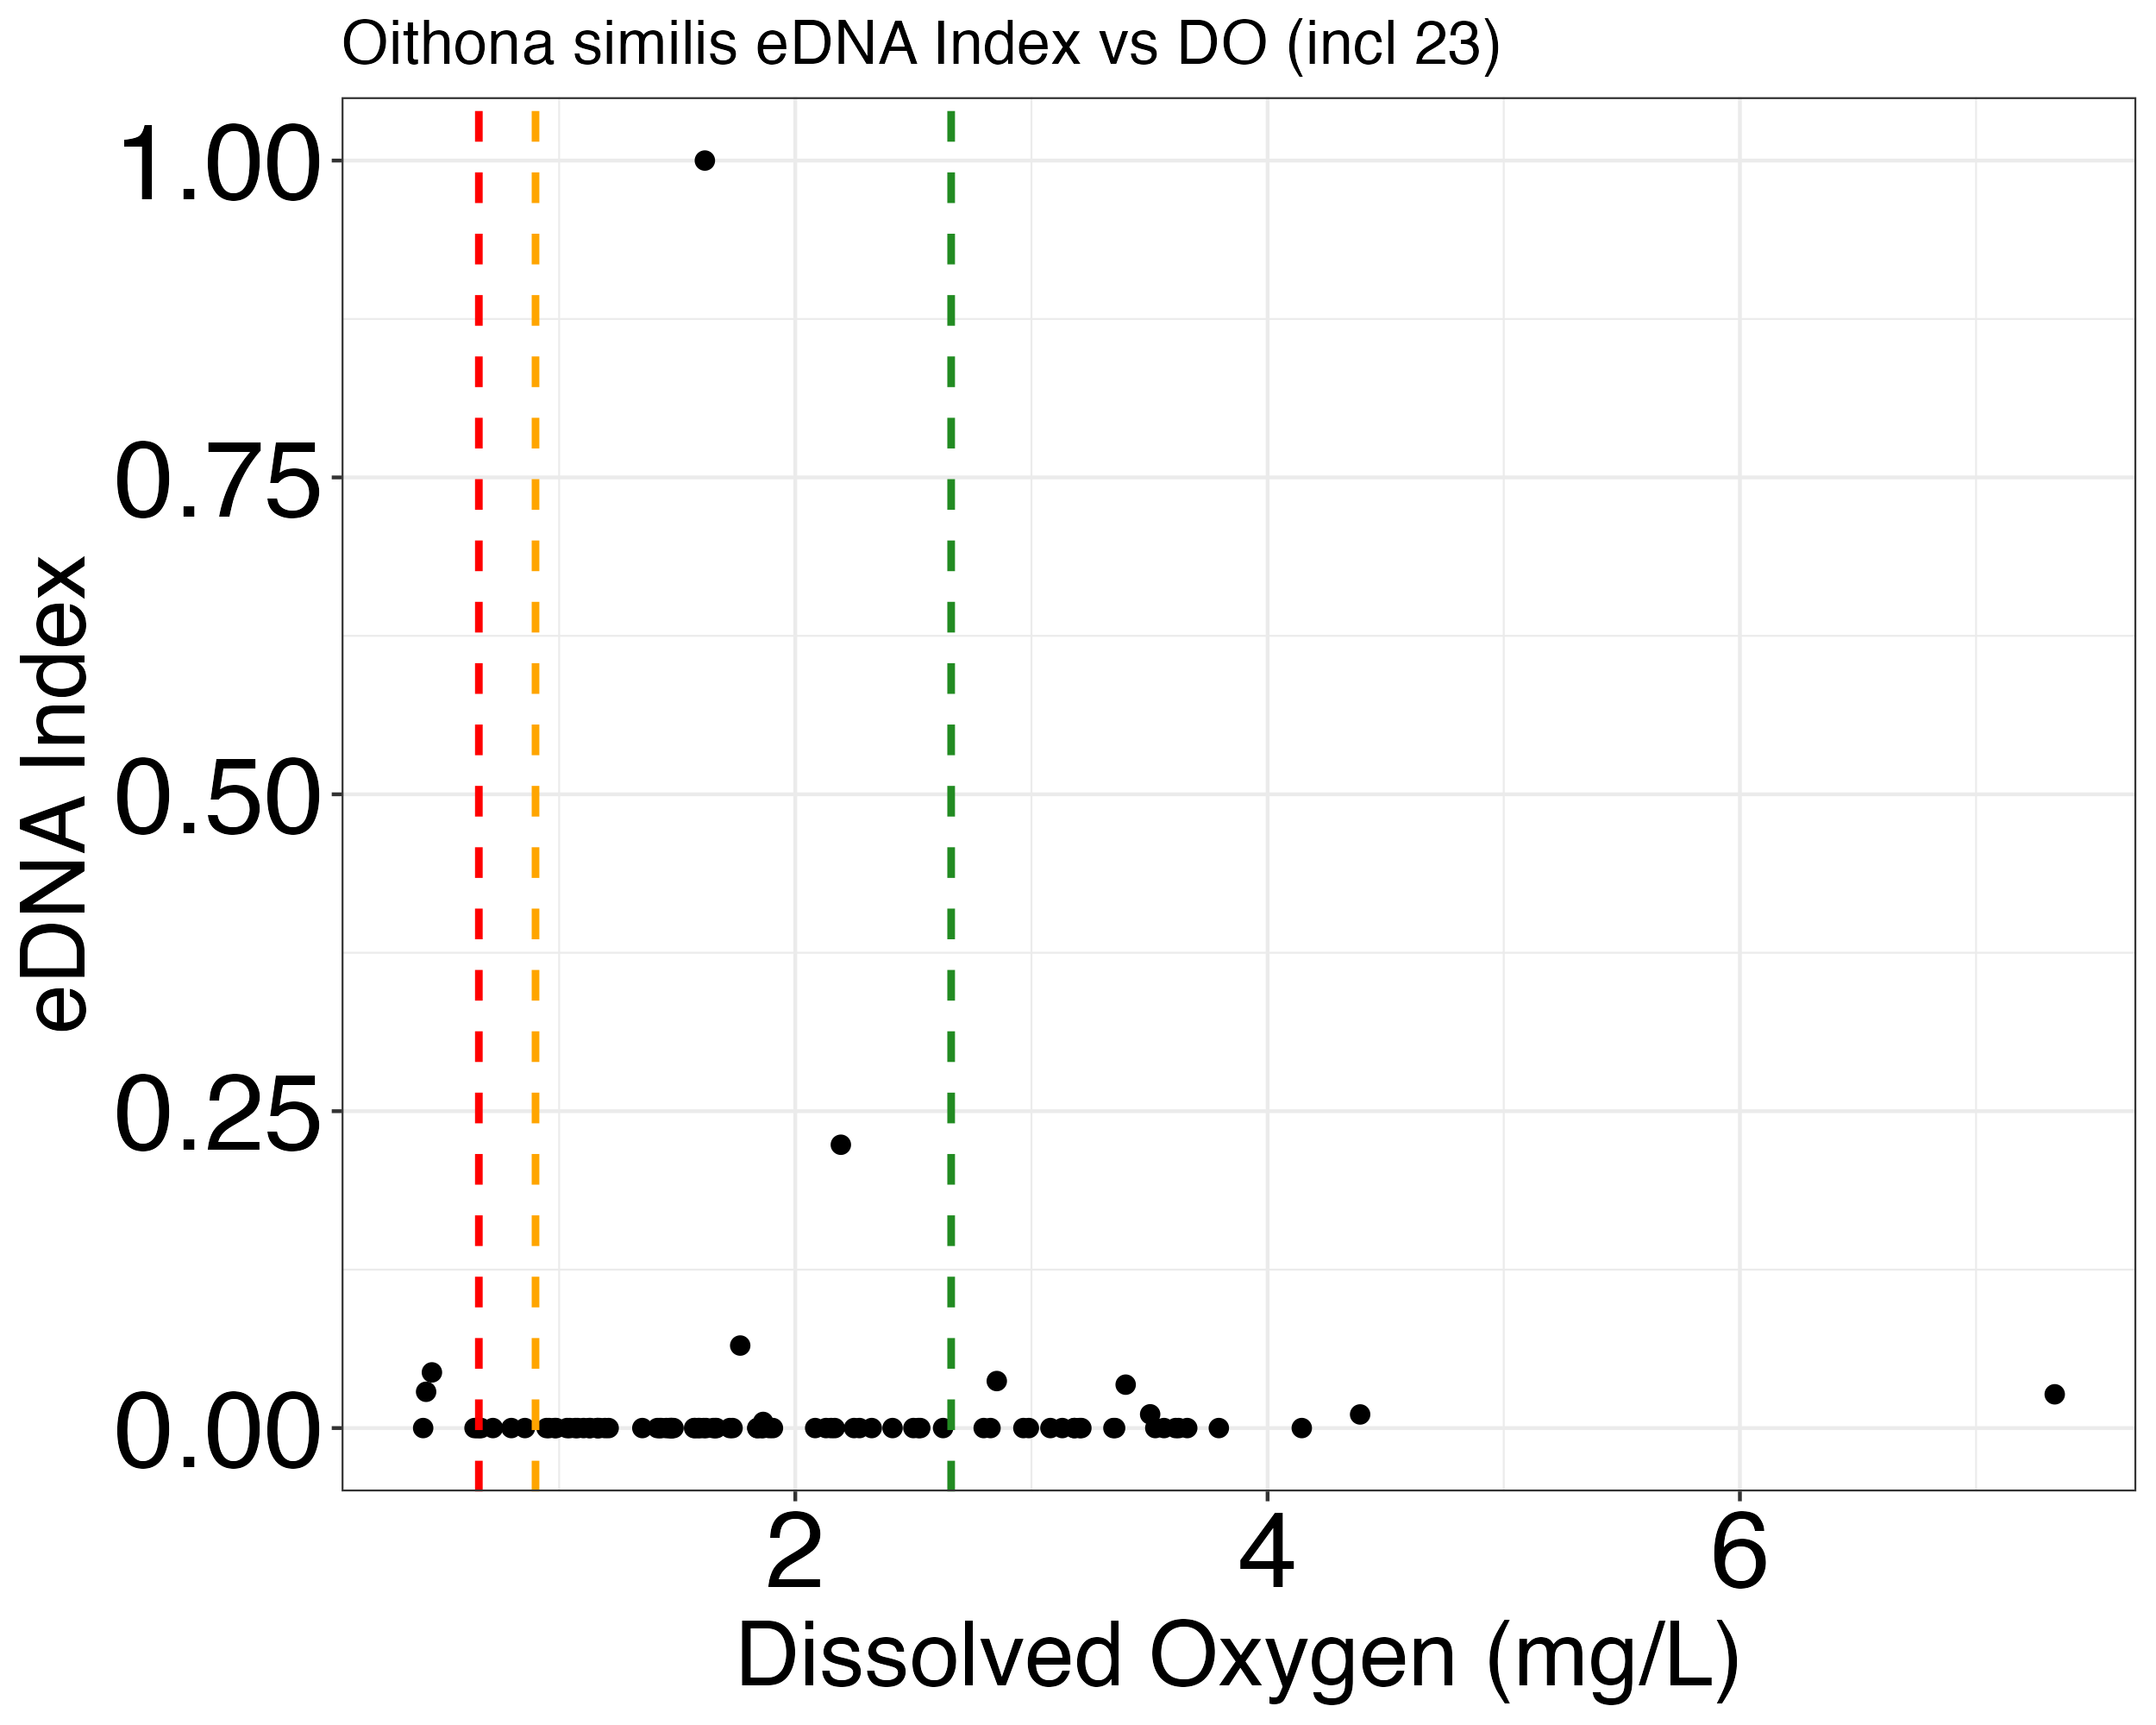 Oithona similis eDNA Index vs DO (incl 23)
1.00
0.75
0.50
0.25
0.00
eDNA Index
2 4 6
Dissolved Oxygen (mg/L)